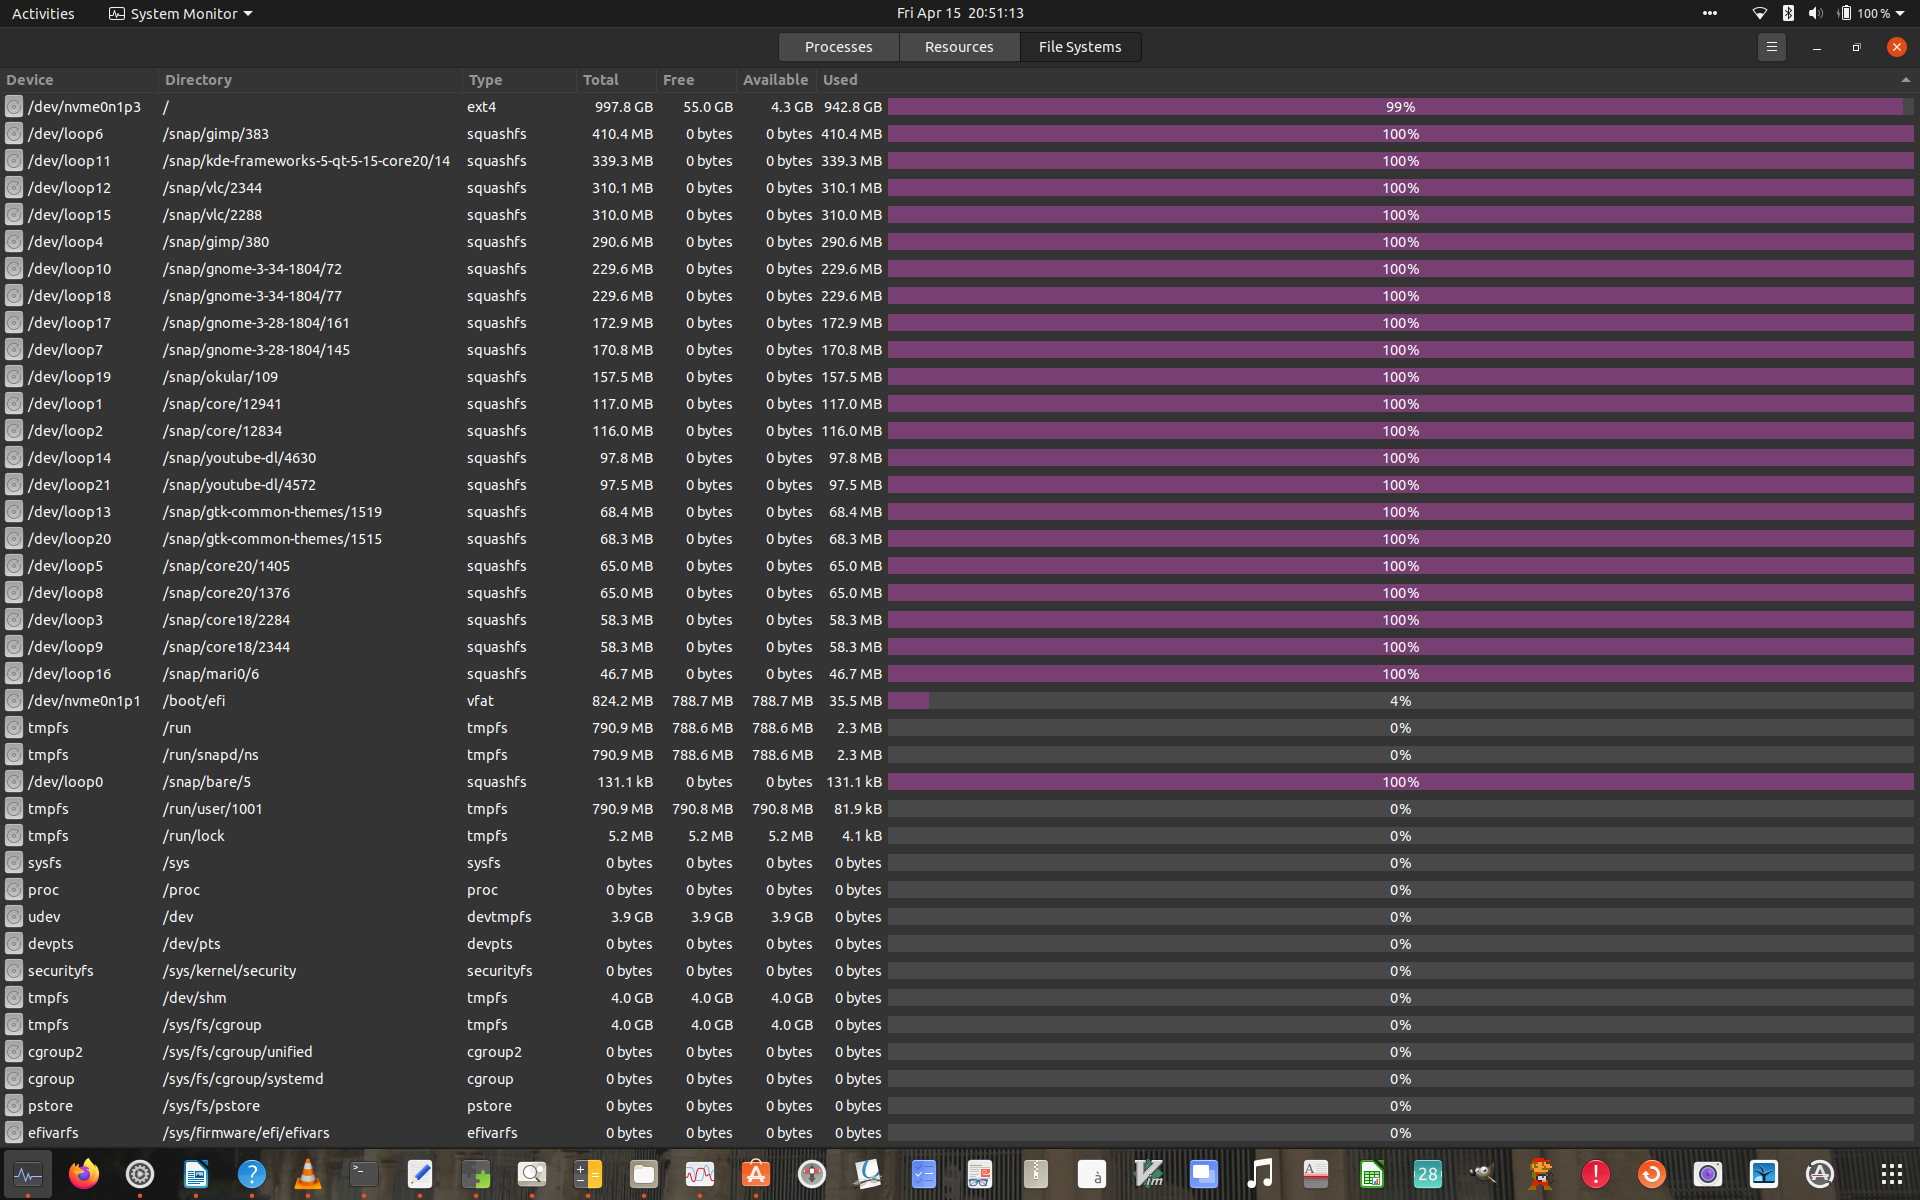 Activities System Monitor Fri Apr 15 20:51:13 100 %
Processes Resources File Systems
Device Directory Type Total Free Available Used
/dev/nvme0n1p3 / ext4 997.8 GB 55.0 GB 4.3 GB 942.8 GB 99%
/dev/loop6 /snap/gimp/383 squashfs 410.4 MB 0 bytes 0 bytes 410.4 MB 100%
/dev/loop11 /snap/kde-frameworks-5-qt-5-15-core20/14 squashfs 339.3 MB 0 bytes 0 bytes 339.3 MB 100%
/dev/loop12 /snap/vlc/2344 squashfs 310.1 MB 0 bytes 0 bytes 310.1 MB 100%
/dev/loop15 /snap/vlc/2288 squashfs 310.0 MB 0 bytes 0 bytes 310.0 MB 100%
/dev/loop4 /snap/gimp/380 squashfs 290.6 MB 0 bytes 0 bytes 290.6 MB 100%
/dev/loop10 /snap/gnome-3-34-1804/72 squashfs 229.6 MB 0 bytes 0 bytes 229.6 MB 100%
/dev/loop18 /snap/gnome-3-34-1804/77 squashfs 229.6 MB 0 bytes 0 bytes 229.6 MB 100%
/dev/loop17 /snap/gnome-3-28-1804/161 squashfs 172.9 MB 0 bytes 0 bytes 172.9 MB 100%
/dev/loop7 /snap/gnome-3-28-1804/145 squashfs 170.8 MB 0 bytes 0 bytes 170.8 MB 100%
/dev/loop19 /snap/okular/109 squashfs 157.5 MB 0 bytes 0 bytes 157.5 MB 100%
/dev/loop1 /snap/core/12941 squashfs 117.0 MB 0 bytes 0 bytes 117.0 MB 100%
/dev/loop2 /snap/core/12834 squashfs 116.0 MB 0 bytes 0 bytes 116.0 MB 100%
/dev/loop14 /snap/youtube-dl/4630 squashfs 97.8 MB 0 bytes 0 bytes 97.8 MB 100%
/dev/loop21 /snap/youtube-dl/4572 squashfs 97.5 MB 0 bytes 0 bytes 97.5 MB 100%
/dev/loop13 /snap/gtk-common-themes/1519 squashfs 68.4 MB 0 bytes 0 bytes 68.4 MB 100%
/dev/loop20 /snap/gtk-common-themes/1515 squashfs 68.3 MB 0 bytes 0 bytes 68.3 MB 100%
/dev/loop5 /snap/core20/1405 squashfs 65.0 MB 0 bytes 0 bytes 65.0 MB 100%
/dev/loop8 /snap/core20/1376 squashfs 65.0 MB 0 bytes 0 bytes 65.0 MB 100%
/dev/loop3 /snap/core18/2284 squashfs 58.3 MB 0 bytes 0 bytes 58.3 MB 100%
/dev/loop9 /snap/core18/2344 squashfs 58.3 MB 0 bytes 0 bytes 58.3 MB 100%
/dev/loop16 /snap/mari0/6 squashfs 46.7 MB 0 bytes 0 bytes 46.7 MB 100%
/dev/nvme0n1p1 /boot/efi vfat 824.2 MB 788.7 MB 788.7 MB 35.5 MB 4%
tmpfs /run tmpfs 790.9 MB 788.6 MB 788.6 MB 2.3 MB 0%
tmpfs /run/snapd/ns tmpfs 790.9 MB 788.6 MB 788.6 MB 2.3 MB 0%
/dev/loop0 /snap/bare/5 squashfs 131.1 kB 0 bytes 0 bytes 131.1 kB 100%
tmpfs /run/user/1001 tmpfs 790.9 MB 790.8 MB 790.8 MB 81.9 kB 0%
tmpfs /run/lock tmpfs 5.2 MB 5.2 MB 5.2 MB 4.1 kB 0%
sysfs /sys sysfs 0 bytes 0 bytes 0 bytes 0 bytes 0%
proc /proc proc 0 bytes 0 bytes 0 bytes 0 bytes 0%
udev /dev devtmpfs 3.9 GB 3.9 GB 3.9 GB 0 bytes 0%
devpts /dev/pts devpts 0 bytes 0 bytes 0 bytes 0 bytes 0%
securityfs /sys/kernel/security securityfs 0 bytes 0 bytes 0 bytes 0 bytes 0%
tmpfs /dev/shm tmpfs 4.0 GB 4.0 GB 4.0 GB 0 bytes 0%
tmpfs /sys/fs/cgroup tmpfs 4.0 GB 4.0 GB 4.0 GB 0 bytes 0%
cgroup2 /sys/fs/cgroup/unified cgroup2 0 bytes 0 bytes 0 bytes 0 bytes 0%
cgroup /sys/fs/cgroup/systemd cgroup 0 bytes 0 bytes 0 bytes 0 bytes 0%
pstore /sys/fs/pstore pstore 0 bytes 0 bytes 0 bytes 0 bytes 0%
efivarfs /sys/firmware/efi/efivars efivarfs 0 bytes 0 bytes 0 bytes 0 bytes 0%
à Vim A 28